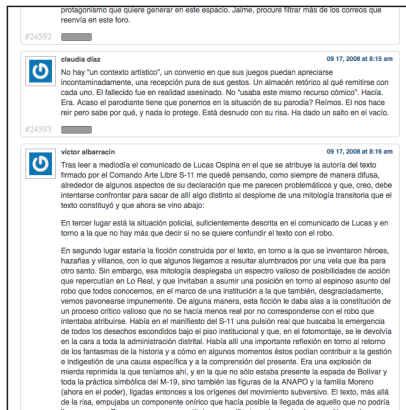 protagonismo que quiere generar en este espacio. Jaime, procure filtrar más de los correos que
reenvía en este foro.
#24592
claudia díaz
09 17, 2008 at 8:15 am
No hay "un contexto artístico", un convenio en que sus juegos puedan apreciarse
incontaminadamente, una recepción pura de sus gestos. Un almacén retórico al qué remitirse con
cada uno. El fallecido fue en realidad asesinado. No "usaba este mismo recurso cómico". Hacía.
Era. Acaso el parodiante tiene que ponernos en la situación de su parodia? Reímos. El nos hace
reir pero sabe por qué, y nada lo protege. Está desnudo con su risa. Ha dado un salto en el vacío.
#24593
víctor albarracín
09 17, 2008 at 8:16 am
Tras leer a mediodía el comunicado de Lucas Ospina en el que se atribuye la autoría del texto
firmado por el Comando Arte Libre S-11 me quedé pensando, como siempre de manera difusa,
alrededor de algunos aspectos de su declaración que me parecen problemáticos y que, creo, debe
intentarse confrontar para sacar de allí algo distinto al desplome de una mitología transitoria que el
texto constituyó y que ahora se vino abajo:
En tercer lugar está la situación policial, suficientemente descrita en el comunicado de Lucas y en
torno a la que no hay más que decir si no se quiere confundir el texto con el robo.
En segundo lugar estaría la ficción construida por el texto, en torno a la que se inventaron héroes,
hazañas y villanos, con lo que algunos llegamos a resultar alumbrados por una vela que iba para
otro santo. Sin embargo, esa mitología desplegaba un espectro valioso de posibilidades de acción
que repercutían en Lo Real, y que invitaban a asumir una posición en torno al espinoso asunto del
robo que todos conocemos, en el marco de una institución a la que también, desgraciadamente,
vemos pavonearse impunemente. De alguna manera, esta ficción le daba alas a la constitución de
un proceso crítico valioso que no se hacía menos real por no corresponderse con el robo que
intentaba atribuirse. Había en el manifiesto del S-11 una pulsión real que buscaba la emergencia
de todos los desechos escondidos bajo el piso institucional y que, en el fotomontaje, se le devolvía
en la cara a toda la administración distrital. Había allí una importante reflexión en torno al retorno
de los fantasmas de la historia y a cómo en algunos momentos éstos podían contribuir a la gestión
e indigestión de una causa específica y a la comprensión del presente. Era una explosión de
mierda reprimida la que teníamos ahí, y en la que no sólo estaba presente la espada de Bolívar y
toda la práctica simbólica del M-19, sino también las figuras de la ANAPO y la familia Moreno
(ahora en el poder), ligadas entonces a los orígenes del movimiento subversivo. El texto, más allá
de la risa, empujaba un componente onírico que hacía posible la llegada de aquello que no podría